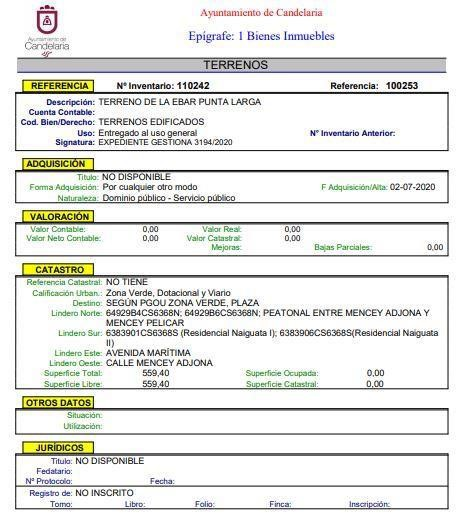 Ayuntamiento de Candelaria
Ayuntamiento de
Candelaria
Epígrafe: 1 Bienes Inmuebles
TERRENOS
REFERENCIA Nº Inventario: 110242 Referencia: 100253
Descripción: TERRENO DE LA EBAR PUNTA LARGA
Cuenta Contable:
Cod. Bien/Derecho: TERRENOS EDIFICADOS
Uso: Entregado al uso general Nº Inventario Anterior:
Signatura: EXPEDIENTE GESTIONA 3194/2020
ADQUISICIÓN
Titulo: NO DISPONIBLE
Forma Adquisición: Por cualquier otro modo F Adquisición/Alta: 02-07-2020
Naturaleza: Dominio público - Servicio público
VALORACIÓN
Valor Contable: 0,00 Valor Real: 0,00
Valor Neto Contable: 0,00 Valor Catastral: 0,00
Mejoras: Bajas Parciales: 0,00
CATASTRO
Referencia Catastral: NO TIENE
Calificación Urban.: Zona Verde, Dotacional y Viario
Destino: SEGÚN PGOU ZONA VERDE, PLAZA
Lindero Norte: 64929B4CS6368N; 64929B6CS6368N; PEATONAL ENTRE MENCEY ADJONA Y
MENCEY PELICAR
Lindero Sur: 6383901CS6368S (Residencial Naiguata I); 6383906CS6368S(Residencial Naiguata
II)
Lindero Este: AVENIDA MARÍTIMA
Lindero Oeste: CALLE MENCEY ADJONA
Superficie Total: 559,40 Superficie Ocupada: 0,00
Superficie Libre: 559,40 Superficie Catastral: 0,00
OTROS DATOS
Situación:
Utilización:
JURÍDICOS
Titulo: NO DISPONIBLE
Fedatario:
Nº Protocolo: Fecha:
Registro de: NO INSCRITO
Tomo: Libro: Folio: Finca: Inscripción: